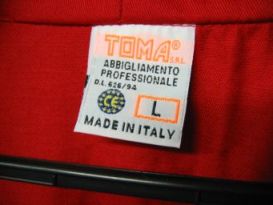 TOMA® S.R.L.
ABBIGLIAMENTO
PROFESSIONALE
D.L. 626/94
CE L
MADE IN ITALY